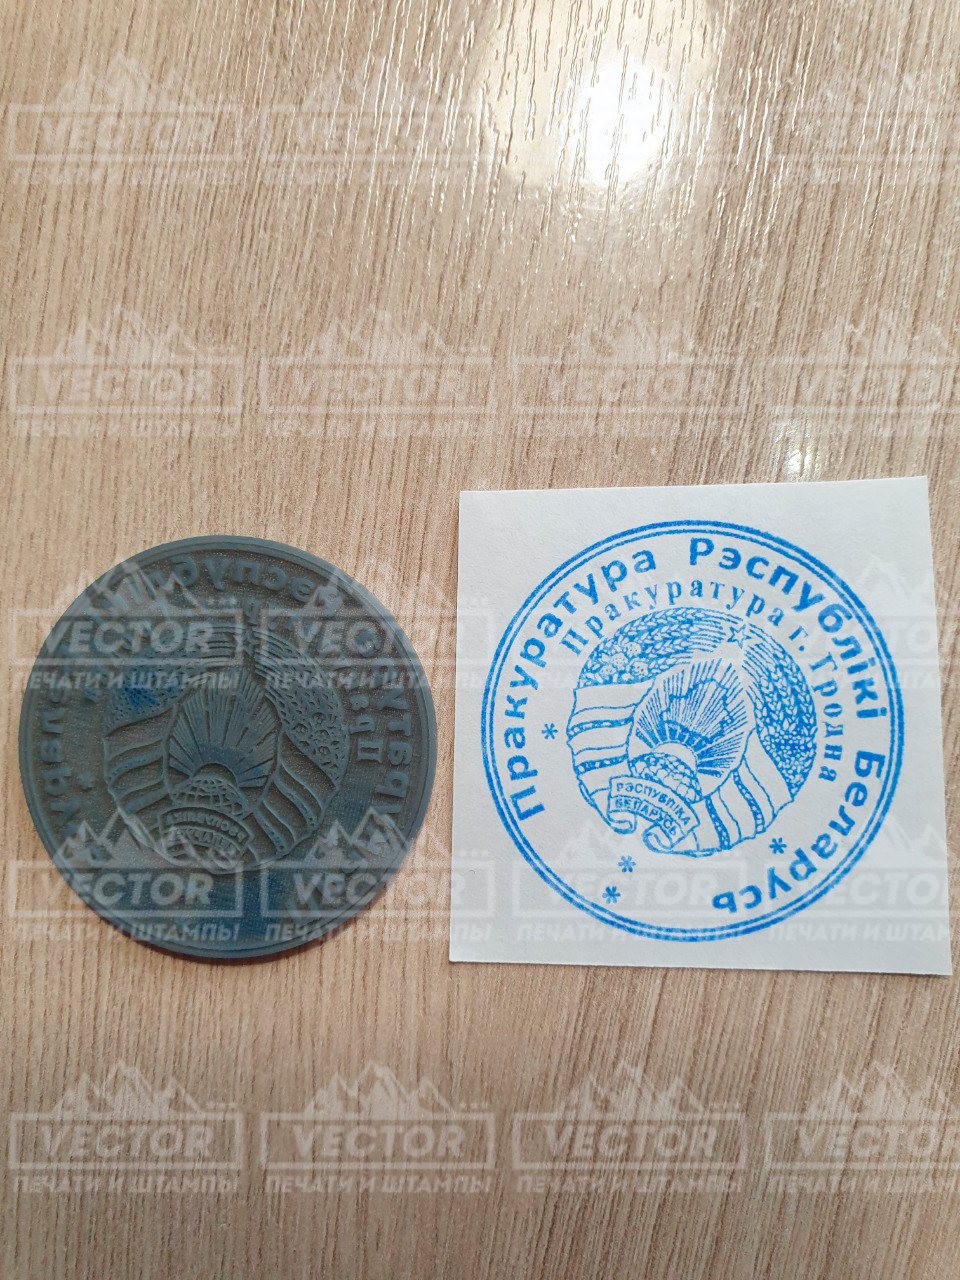 VECTOR
ПЕЧАТИ И ШТАМПЫ
Пракуратура Рэспублікі Беларусь
Пракуратура г. Гродна
РЭСПУБЛІКА
БЕЛАРУСЬ